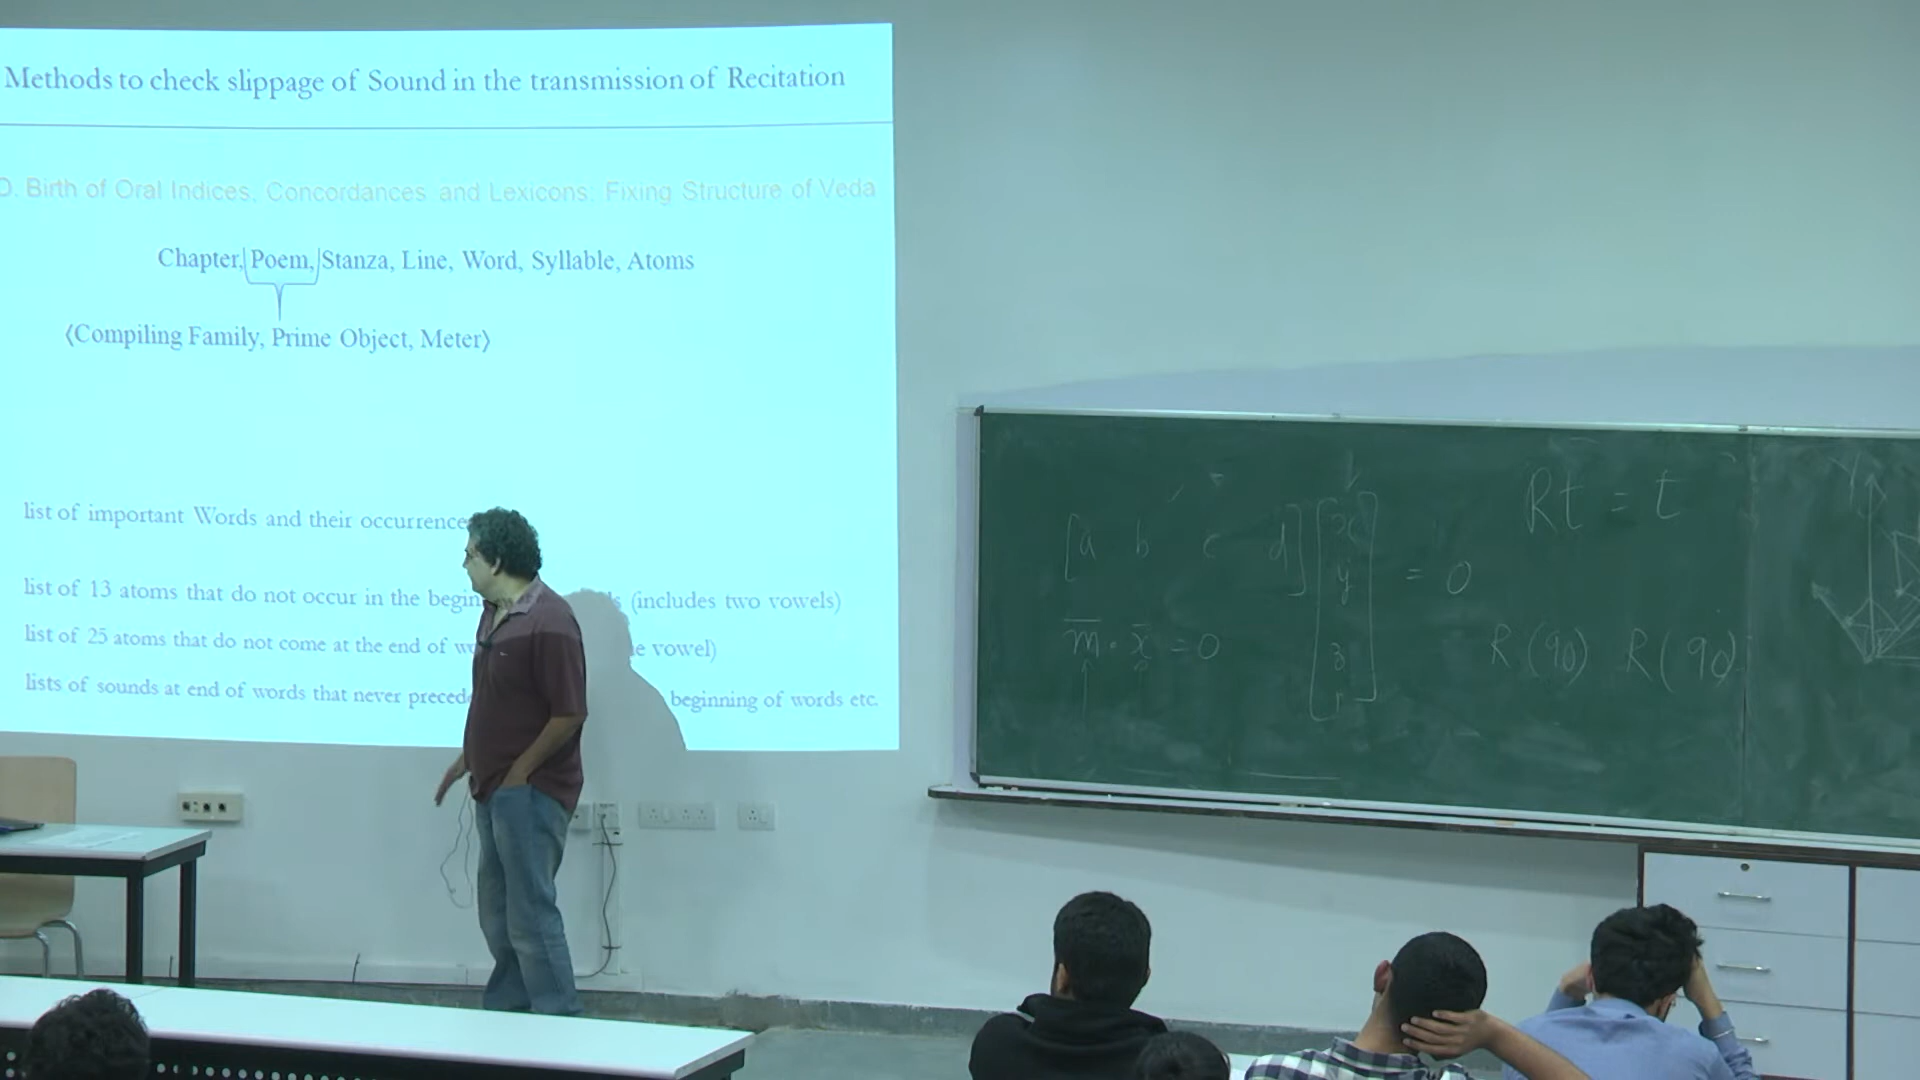 Methods to check slippage of Sound in the transmission of Recitation
D. Birth of Oral Indices, Concordances and Lexicons: Fixing Structure of Veda
Chapter, Poem, Stanza, Line, Word, Syllable, Atoms
⟨Compiling Family, Prime Object, Meter⟩
list of important Words and their occurrence
list of 13 atoms that do not occur in the begin (includes two vowels)
list of 25 atoms that do not come at the end of vowel)
lists of sounds at end of words that never preced beginning of words etc.
[a b c d] [x y z 1] = 0
m̅ · x̅ = 0
Rt = t
R(90) R(90)
Y